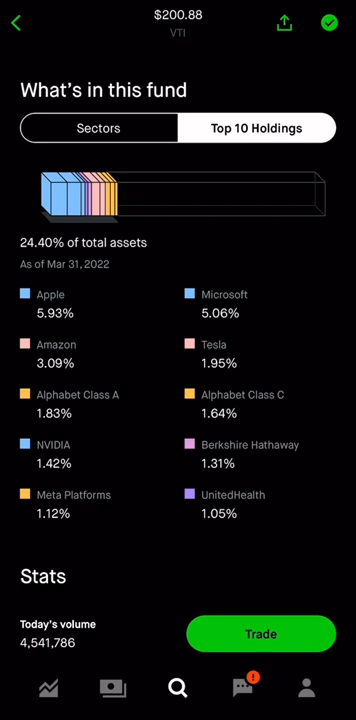 $200.88
VTI
What's in this fund
Sectors
Top 10 Holdings
24.40% of total assets
As of Mar 31, 2022
Apple
5.93%
Microsoft
5.06%
Amazon
3.09%
Tesla
1.95%
Alphabet Class A
1.83%
Alphabet Class C
1.64%
NVIDIA
1.42%
Berkshire Hathaway
1.31%
Meta Platforms
1.12%
UnitedHealth
1.05%
Stats
Today's volume
4,541,786
Trade
!